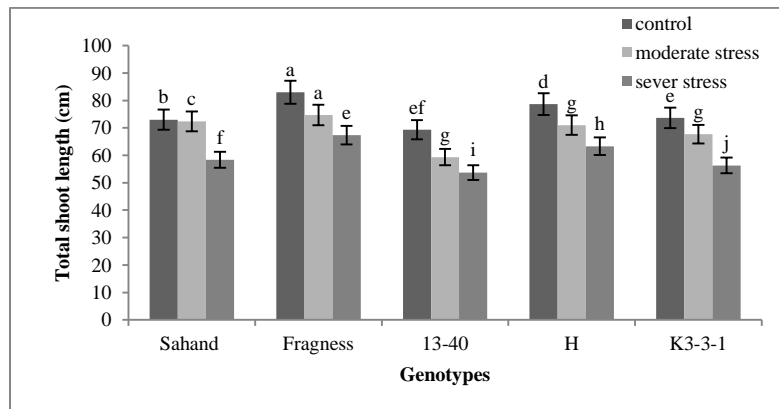 control
moderate stress
sever stress
Total shoot length (cm)
100
90
80
70
60
50
40
30
20
10
0
b c f
a a e
ef g i
d g h
e g j
Sahand Fragness 13-40 H K3-3-1
Genotypes